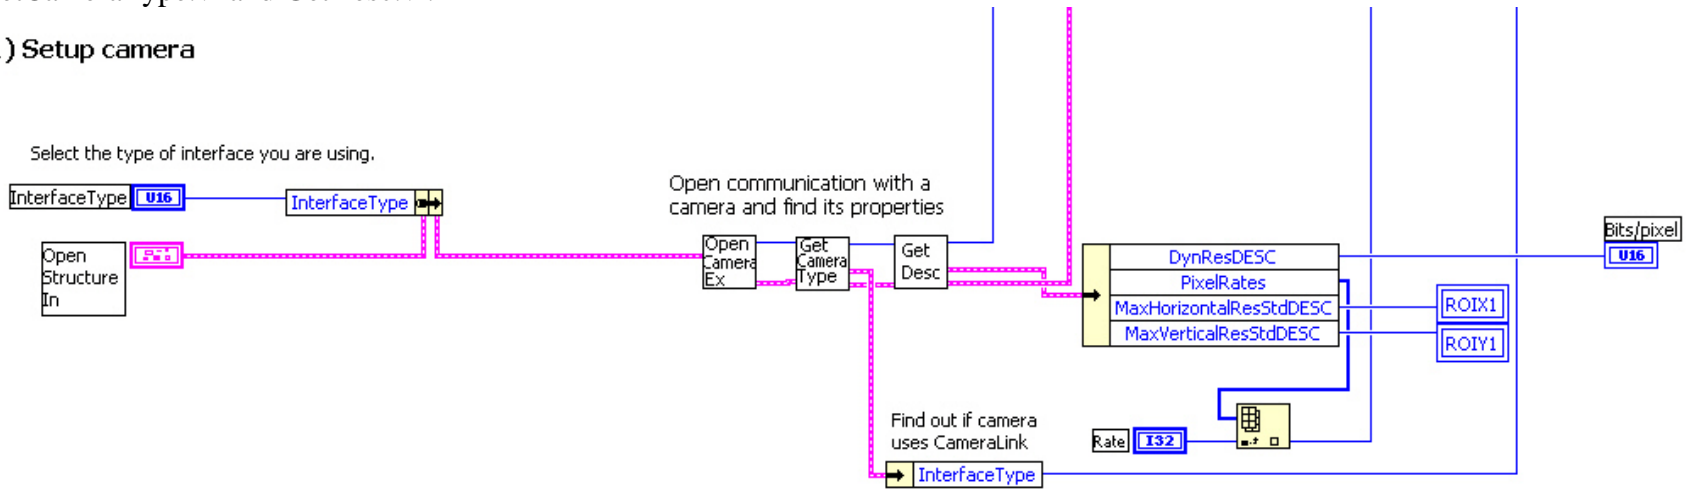 ) Setup camera
Select the type of interface you are using.
InterfaceType
U16
InterfaceType
Open
Structure
In
Open communication with a
camera and find its properties
Open
Camera
Ex
Get
Camera
Type
Get
Desc
DynResDESC
PixelRates
MaxHorizontalResStdDESC
MaxVerticalResStdDESC
Bits/pixel
U16
ROIX1
ROIY1
Find out if camera
uses CameraLink
InterfaceType
Rate
I32